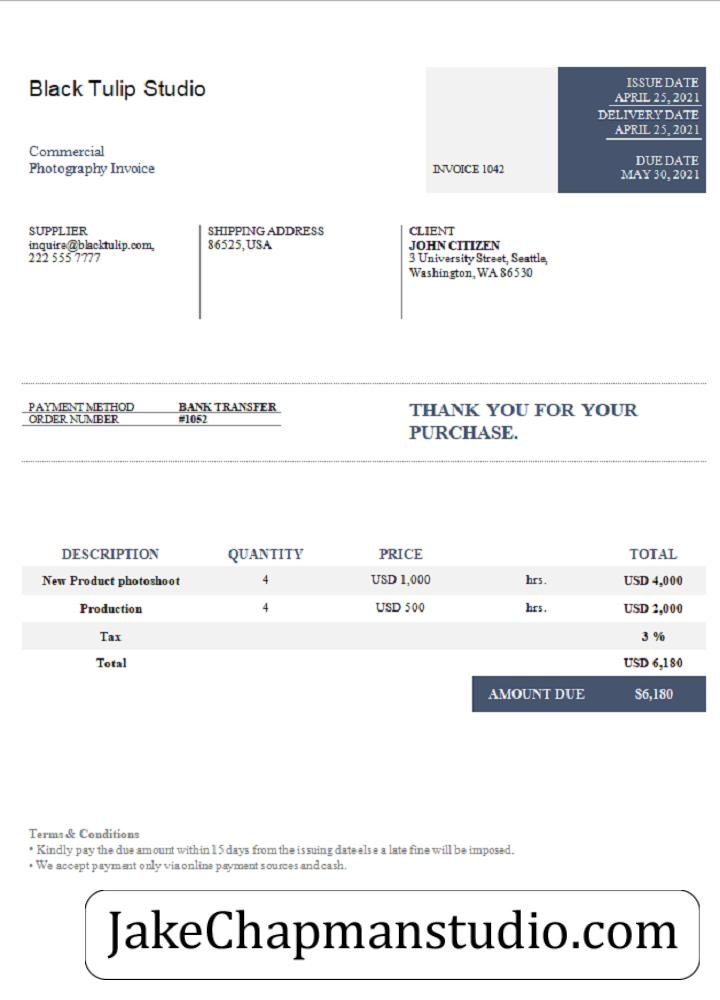 Black Tulip Studio
Commercial
Photography Invoice
INVOICE 1042
ISSUE DATE
APRIL 25, 2021
DELIVERY DATE
APRIL 25, 2021
DUE DATE
MAY 30, 2021
SUPPLIER
inquire@blacktulip.com,
222 555 7777
SHIPPING ADDRESS
86525, USA
CLIENT
JOHN CITIZEN
3 University Street, Seattle,
Washington, WA 86530
PAYMENT METHOD BANK TRANSFER
ORDER NUMBER #1052
THANK YOU FOR YOUR
PURCHASE.
DESCRIPTION QUANTITY PRICE TOTAL
New Product photoshoot 4 USD 1,000 hrs. USD 4,000
Production 4 USD 500 hrs. USD 2,000
Tax 3 %
Total USD 6,180
AMOUNT DUE $6,180
Terms & Conditions
• Kindly pay the due amount within 15 days from the issuing date else a late fine will be imposed.
• We accept payment only via online payment sources and cash.
JakeChapmanstudio.com